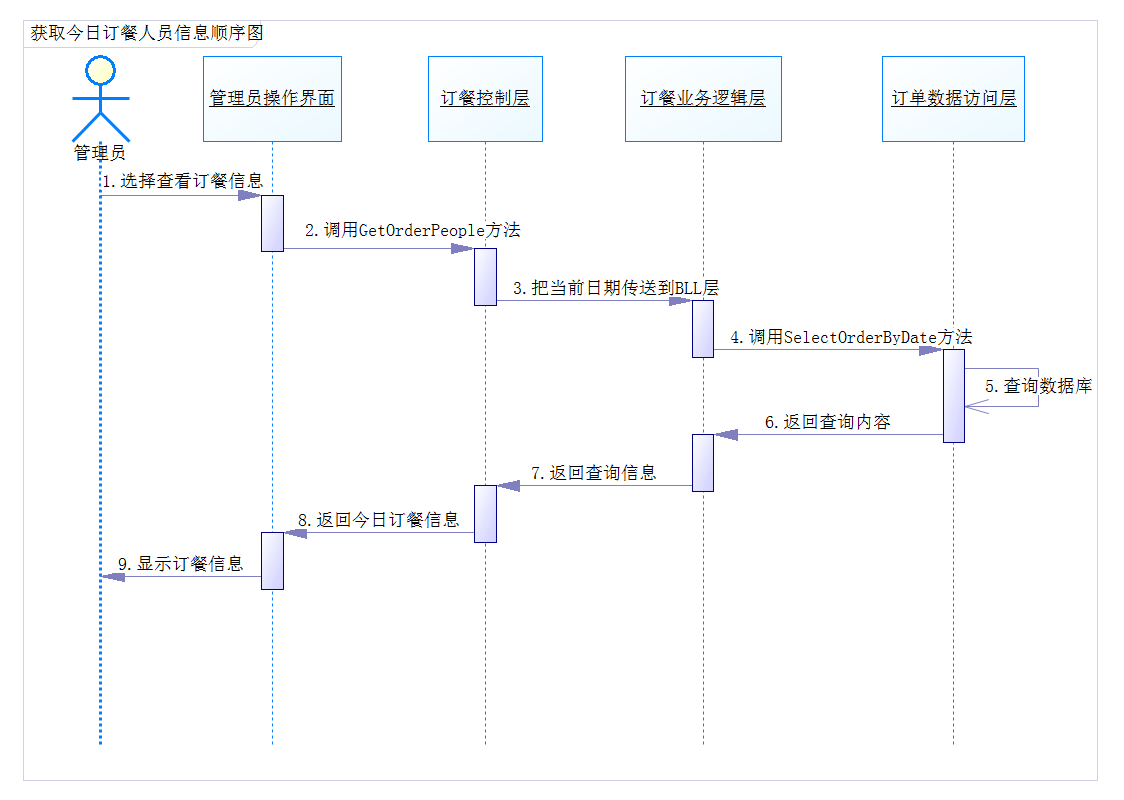 获取今日订餐人员信息顺序图
管理员操作界面
订餐控制层
订餐业务逻辑层
订单数据访问层
管理员
1.选择查看订餐信息
2.调用GetOrderPeople方法
3.把当前日期传送到BLL层
4.调用SelectOrderByDate方法
5.查询数据库
6.返回查询内容
7.返回查询信息
8.返回今日订餐信息
9.显示订餐信息